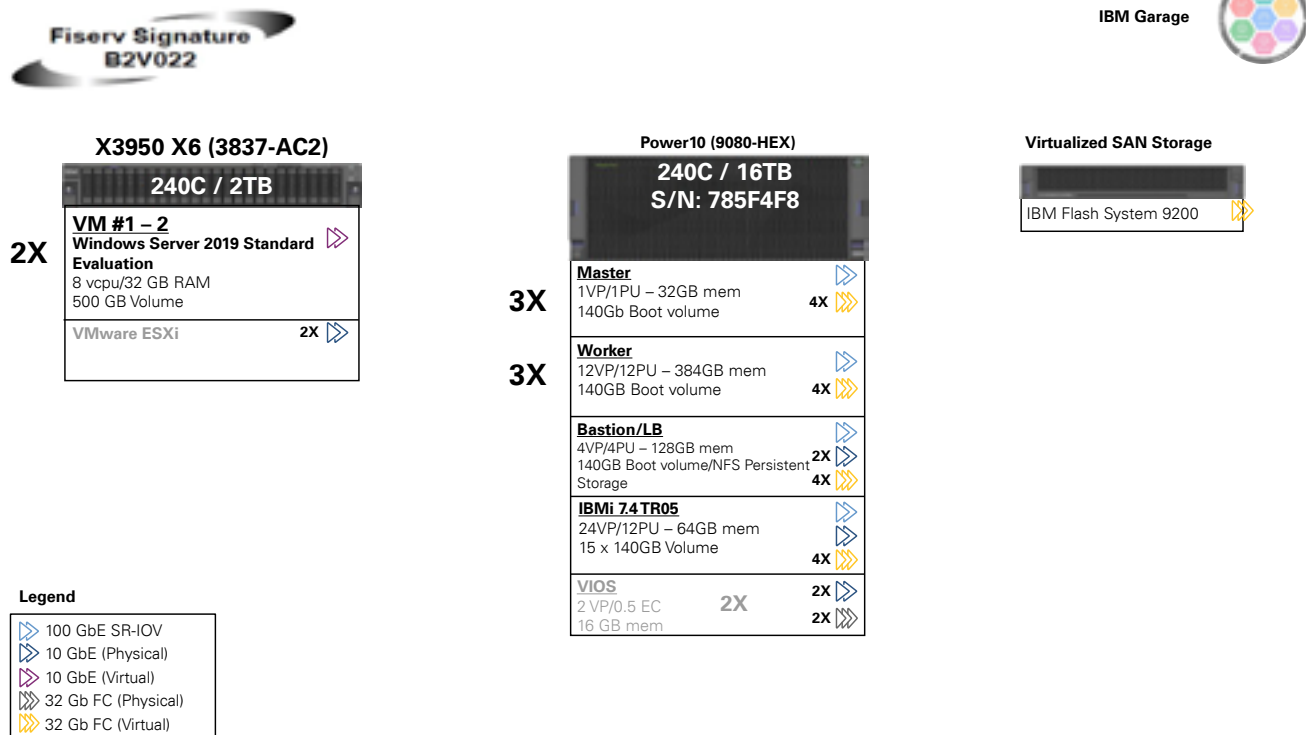 Fiserv Signature
B2V022
IBM Garage
X3950 X6 (3837-AC2)
240C / 2TB
2X
VM #1 – 2
Windows Server 2019 Standard
Evaluation
8 vcpu/32 GB RAM
500 GB Volume
VMware ESXi
2X
Power10 (9080-HEX)
240C / 16TB
S/N: 785F4F8
3X
Master
1VP/1PU – 32GB mem
140Gb Boot volume
4X
3X
Worker
12VP/12PU – 384GB mem
140GB Boot volume
4X
Bastion/LB
4VP/4PU – 128GB mem
140GB Boot volume/NFS Persistent
Storage
2X
4X
IBMi 7.4 TR05
24VP/12PU – 64GB mem
15 x 140GB Volume
4X
VIOS
2 VP/0.5 EC
16 GB mem
2X
2X
2X
Virtualized SAN Storage
IBM Flash System 9200
Legend
100 GbE SR-IOV
10 GbE (Physical)
10 GbE (Virtual)
32 Gb FC (Physical)
32 Gb FC (Virtual)